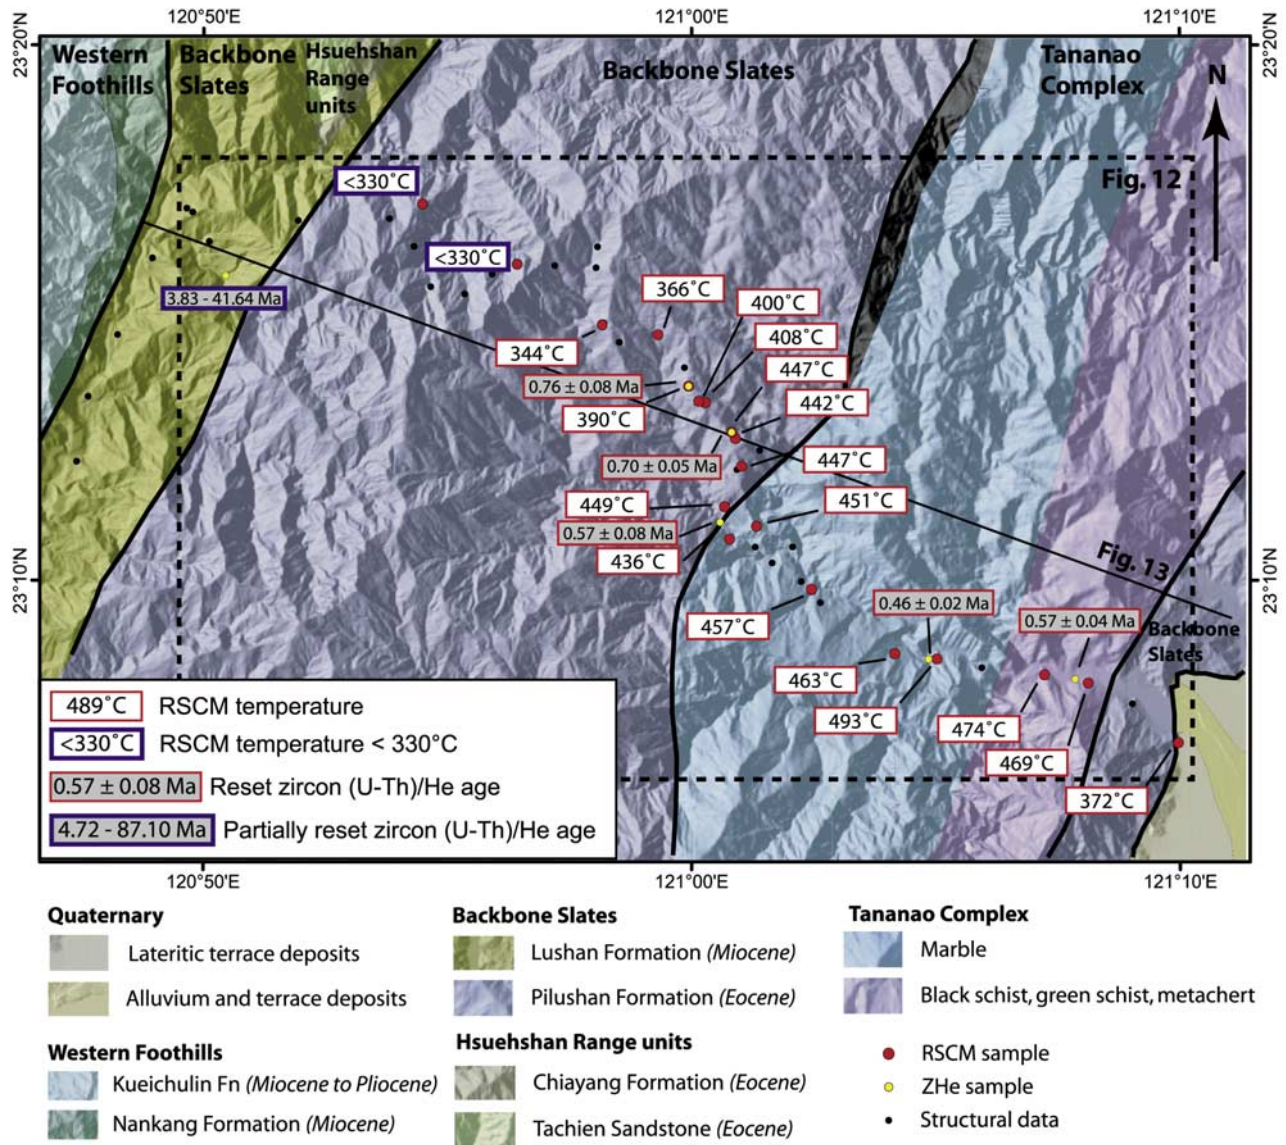 120°50'E
121°00'E
121°10'E
23°20'N
23°20'N
Western
Foothills
Backbone
Slates
Hsuehshan
Range
units
Backbone Slates
Tananao
Complex
N
Fig. 12
<330°C
<330°C
3.83 - 41.64 Ma
366°C
400°C
344°C
408°C
0.76 ± 0.08 Ma
447°C
390°C
442°C
0.70 ± 0.05 Ma
447°C
449°C
451°C
0.57 ± 0.08 Ma
436°C
Fig. 13
23°10'N
23°10'N
457°C
0.46 ± 0.02 Ma
0.57 ± 0.04 Ma
Backbone
Slates
463°C
493°C
474°C
469°C
372°C
489°C RSCM temperature
<330°C RSCM temperature < 330°C
0.57 ± 0.08 Ma Reset zircon (U-Th)/He age
4.72 - 87.10 Ma Partially reset zircon (U-Th)/He age
120°50'E
121°00'E
121°10'E
Quaternary
Lateritic terrace deposits
Alluvium and terrace deposits
Western Foothills
Kueichulin Fn (Miocene to Pliocene)
Nankang Formation (Miocene)
Backbone Slates
Lushan Formation (Miocene)
Pilushan Formation (Eocene)
Hsuehshan Range units
Chiayang Formation (Eocene)
Tachien Sandstone (Eocene)
Tananao Complex
Marble
Black schist, green schist, metachert
RSCM sample
ZHe sample
Structural data